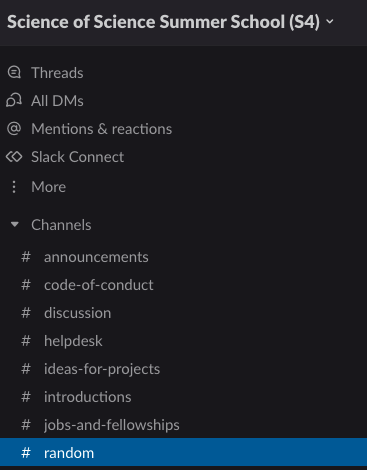 Science of Science Summer School (S4)
Threads
All DMs
Mentions & reactions
Slack Connect
More
Channels
# announcements
# code-of-conduct
# discussion
# helpdesk
# ideas-for-projects
# introductions
# jobs-and-fellowships
# random